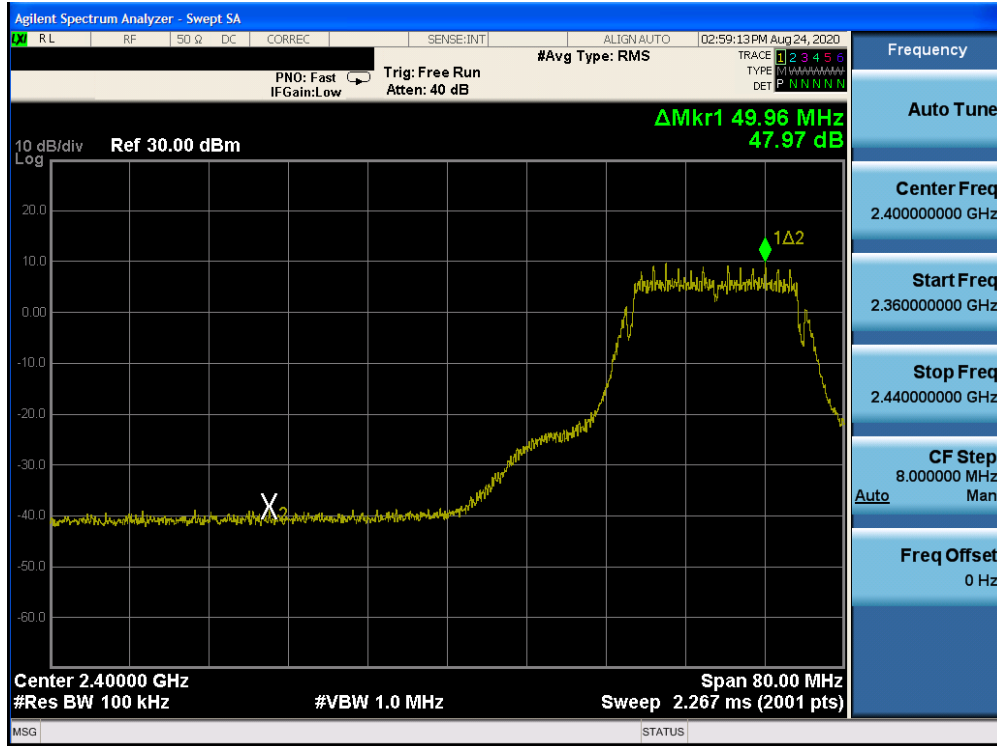 Agilent Spectrum Analyzer - Swept SA
LXI RL RF 50 Ω DC CORREC SENSE:INT ALIGN AUTO 02:59:13 PM Aug 24, 2020
#Avg Type: RMS
TRACE 1 2 3 4 5 6
TYPE M WWWWW
DET P N N N N N
PNO: Fast
IFGain:Low
Trig: Free Run
Atten: 40 dB
ΔMkr1 49.96 MHz
47.97 dB
10 dB/div
Log
Ref 30.00 dBm
20.0
10.0
0.00
-10.0
-20.0
-30.0
-40.0
-50.0
-60.0
1Δ2
X2
Center 2.40000 GHz
Span 80.00 MHz
#Res BW 100 kHz
#VBW 1.0 MHz
Sweep 2.267 ms (2001 pts)
MSG
STATUS
Frequency
Auto Tune
Center Freq
2.400000000 GHz
Start Freq
2.360000000 GHz
Stop Freq
2.440000000 GHz
CF Step
8.000000 MHz
Auto Man
Freq Offset
0 Hz